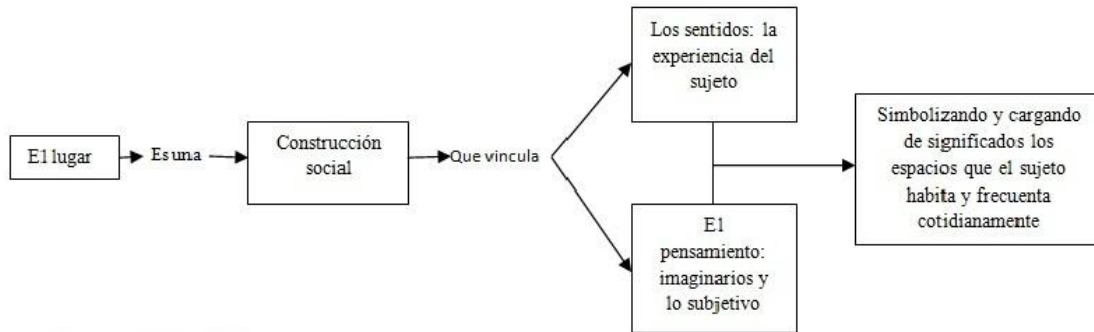 El lugar
Es una
Construcción
social
Que vincula
Los sentidos: la
experiencia del
sujeto
El
pensamiento:
imaginarios y
lo subjetivo
Simbolizando y cargando
de significados los
espacios que el sujeto
habita y frecuenta
cotidianamente